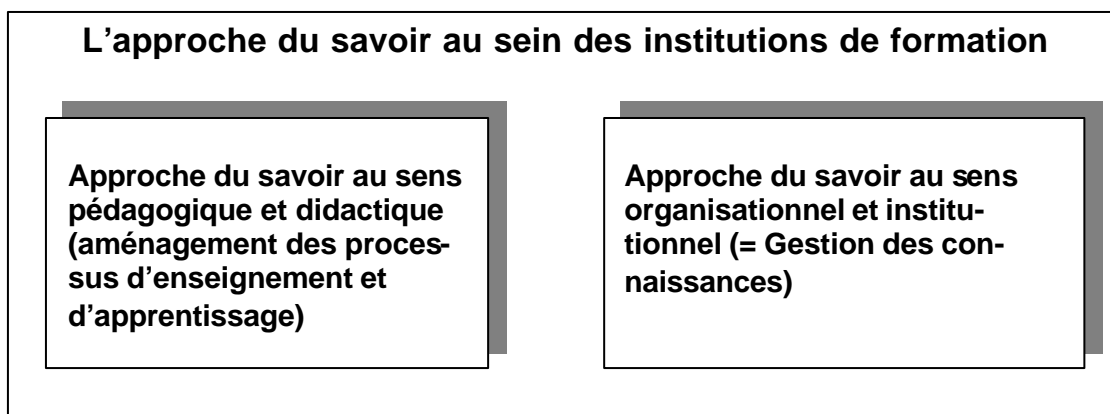 L’approche du savoir au sein des institutions de formation
Approche du savoir au sens
pédagogique et didactique
(aménagement des proces-
sus d’enseignement et
d’apprentissage)
Approche du savoir au sens
organisationnel et institu-
tionnel (= Gestion des con-
naissances)